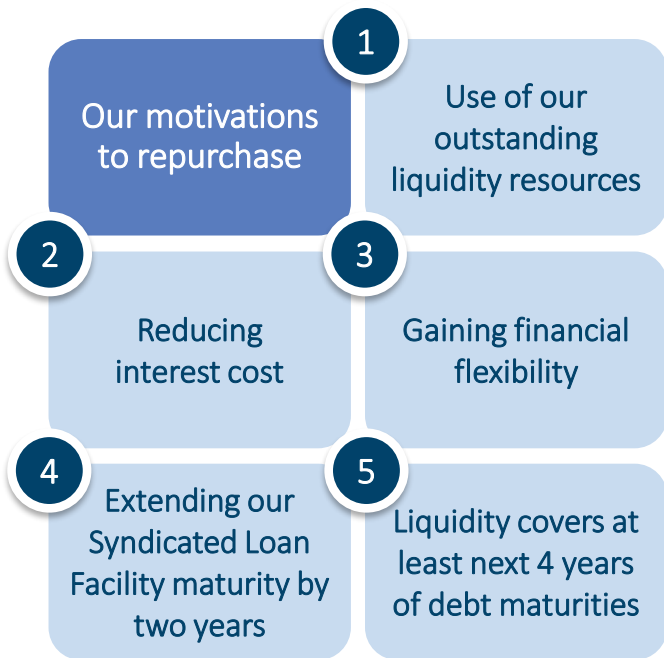 Our motivations
to repurchase
1
Use of our
outstanding
liquidity resources
2
Reducing
interest cost
3
Gaining financial
flexibility
4
Extending our
Syndicated Loan
Facility maturity by
two years
5
Liquidity covers at
least next 4 years
of debt maturities